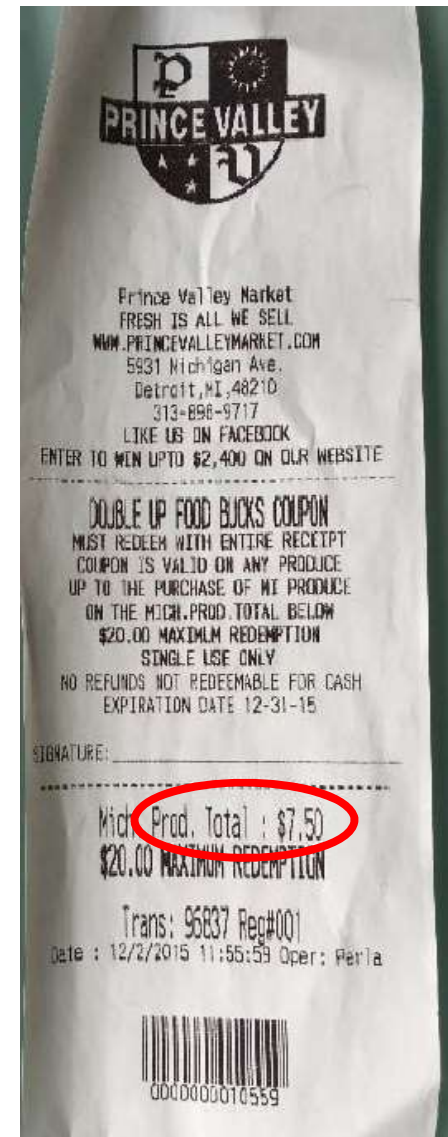 P
PRINCE VALLEY
V
Prince Valley Market
FRESH IS ALL WE SELL
WWW.PRINCEVALLEYMARKET.COM
5931 Michigan Ave.
Detroit,MI,48210
313-896-9717
LIKE US ON FACEBOOK
ENTER TO WIN UPTO $2,400 ON OUR WEBSITE
DOUBLE UP FOOD BUCKS COUPON
MUST REDEEM WITH ENTIRE RECEIPT
COUPON IS VALID ON ANY PRODUCE
UP TO THE PURCHASE OF MI PRODUCE
ON THE MICH.PROD.TOTAL BELOW
$20.00 MAXIMUM REDEMPTION
SINGLE USE ONLY
NO REFUNDS NOT REDEEMABLE FOR CASH
EXPIRATION DATE 12-31-15
SIGNATURE:
Mich. Prod. Total : $7.50
$20.00 MAXIMUM REDEMPTION
Trans: 96837 Reg#001
Date : 12/2/2015 11:55:59 Oper: Perla
0000000010559